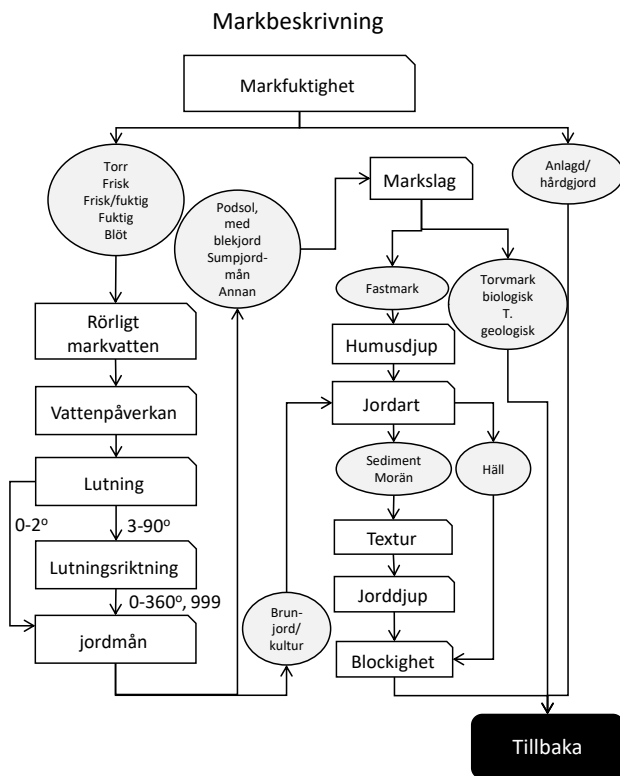 Markbeskrivning
Markfuktighet
Torr
Frisk
Frisk/fuktig
Fuktig
Blöt
Anlagd/
hårdgjord
Podsol,
med
blekjord
Sumpjord-
mån
Annan
Markslag
Fastmark
Torvmark
biologisk
T.
geologisk
Rörligt
markvatten
Humusdjup
Vattenpåverkan
Jordart
Lutning
Sediment
Morän
Häll
0-2°
3-90°
Textur
Lutningsriktning
Jorddjup
0-360°, 999
Brun-
jord/
kultur
jordmån
Blockighet
Tillbaka